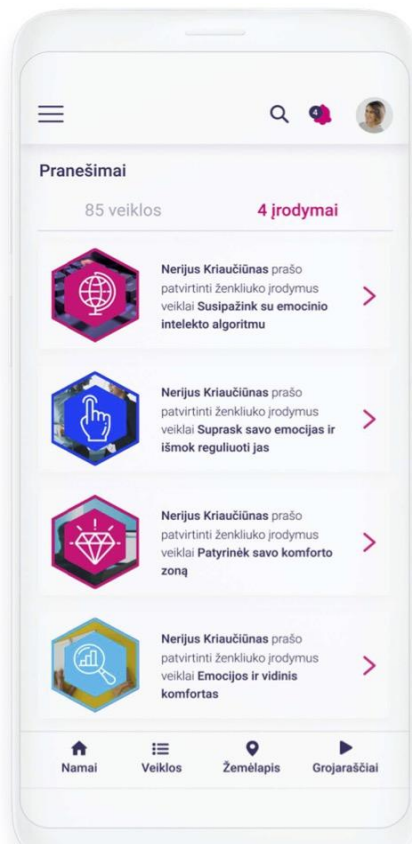 4
Pranešimai
85 veiklos
4 įrodymai
Nerijus Kriaučiūnas prašo
patvirtinti ženkliuko įrodymus
veiklai Susipažink su emocinio
intelekto algoritmu
Nerijus Kriaučiūnas prašo
patvirtinti ženkliuko įrodymus
veiklai Suprask savo emocijas ir
išmok reguliuoti jas
Nerijus Kriaučiūnas prašo
patvirtinti ženkliuko įrodymus
veiklai Patyrinėk savo komforto
zoną
Nerijus Kriaučiūnas prašo
patvirtinti ženkliuko įrodymus
veiklai Emocijos ir vidinis
komfortas
Namai
Veiklos
Žemėlapis
Grojaraščiai